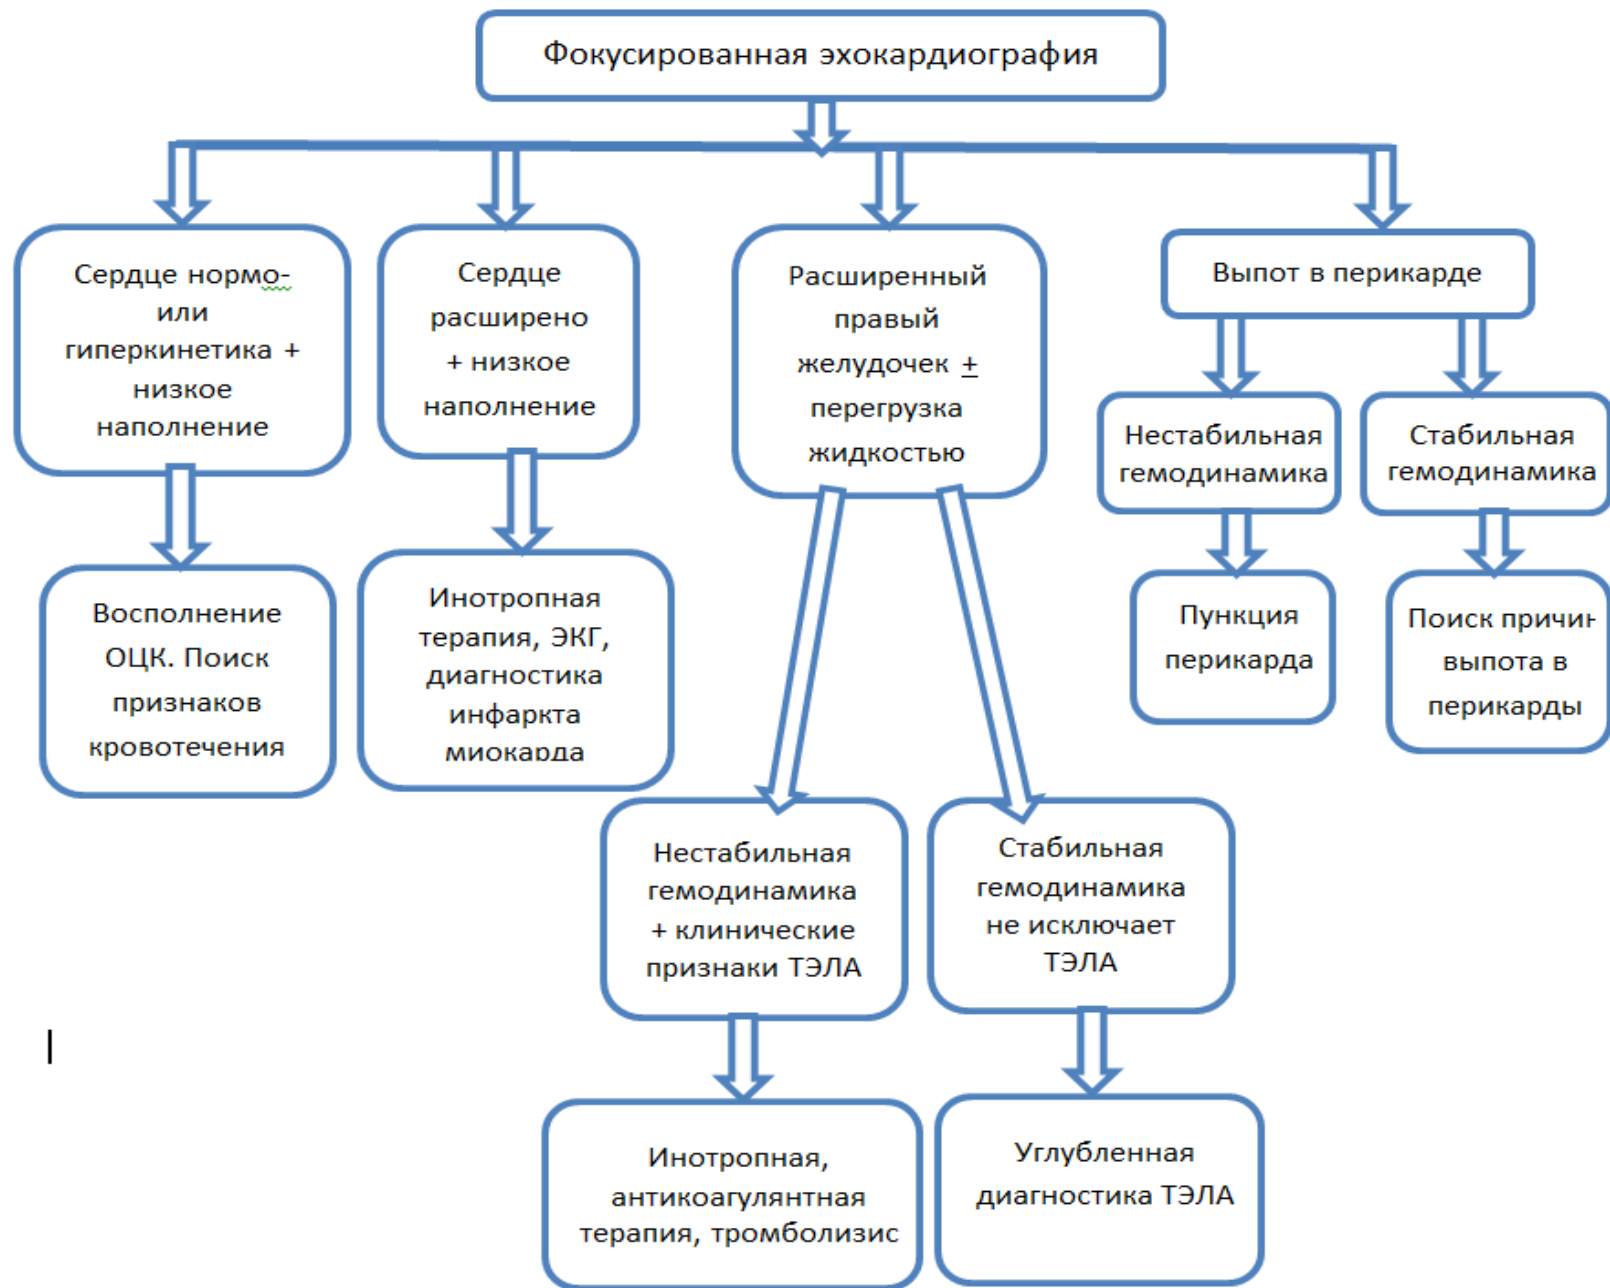 Фокусированная эхокардиография
Сердце нормо-
или
гиперкинетика +
низкое
наполнение
Сердце
расширено
+ низкое
наполнение
Расширенный
правый
желудочек ±
перегрузка
жидкостью
Выпот в перикарде
Нестабильная
гемодинамика
Стабильная
гемодинамика
Восполнение
ОЦК. Поиск
признаков
кровотечения
Инотропная
терапия, ЭКГ,
диагностика
инфаркта
миокарда
Пункция
перикарда
Поиск причин
выпота в
перикарды
Нестабильная
гемодинамика
+ клинические
признаки ТЭЛА
Стабильная
гемодинамика
не исключает
ТЭЛА
Инотропная,
антикоагулянтная
терапия, тромболизис
Углубленная
диагностика ТЭЛА